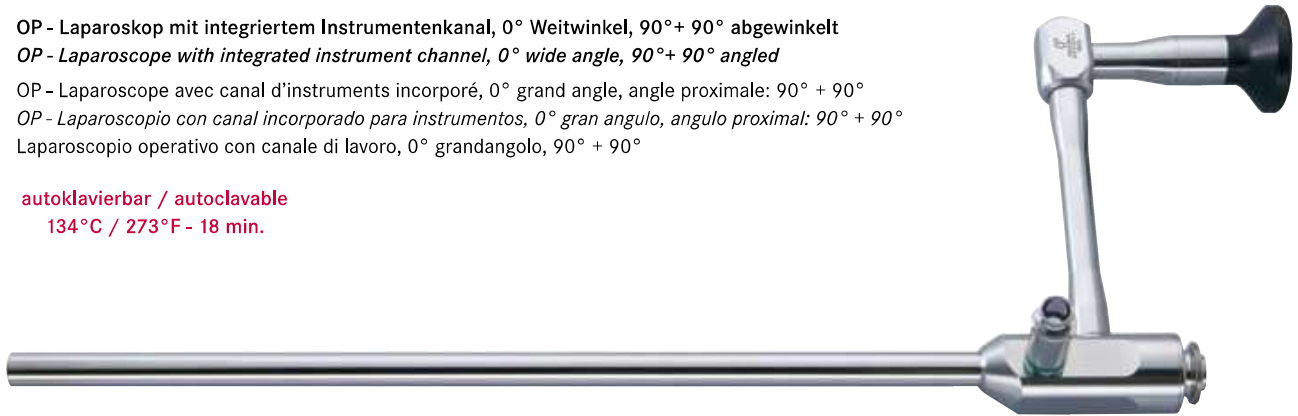 OP - Laparoskop mit integriertem Instrumentenkanal, 0° Weitwinkel, 90°+ 90° abgewinkelt
OP - Laparoscope with integrated instrument channel, 0° wide angle, 90°+ 90° angled
OP - Laparoscope avec canal d'instruments incorporé, 0° grand angle, angle proximale: 90° + 90°
OP - Laparoscopio con canal incorporado para instrumentos, 0° gran angulo, angulo proximal: 90° + 90°
Laparoscopio operativo con canale di lavoro, 0° grandangolo, 90° + 90°
autoklavierbar / autoclavable
134°C / 273°F - 18 min.